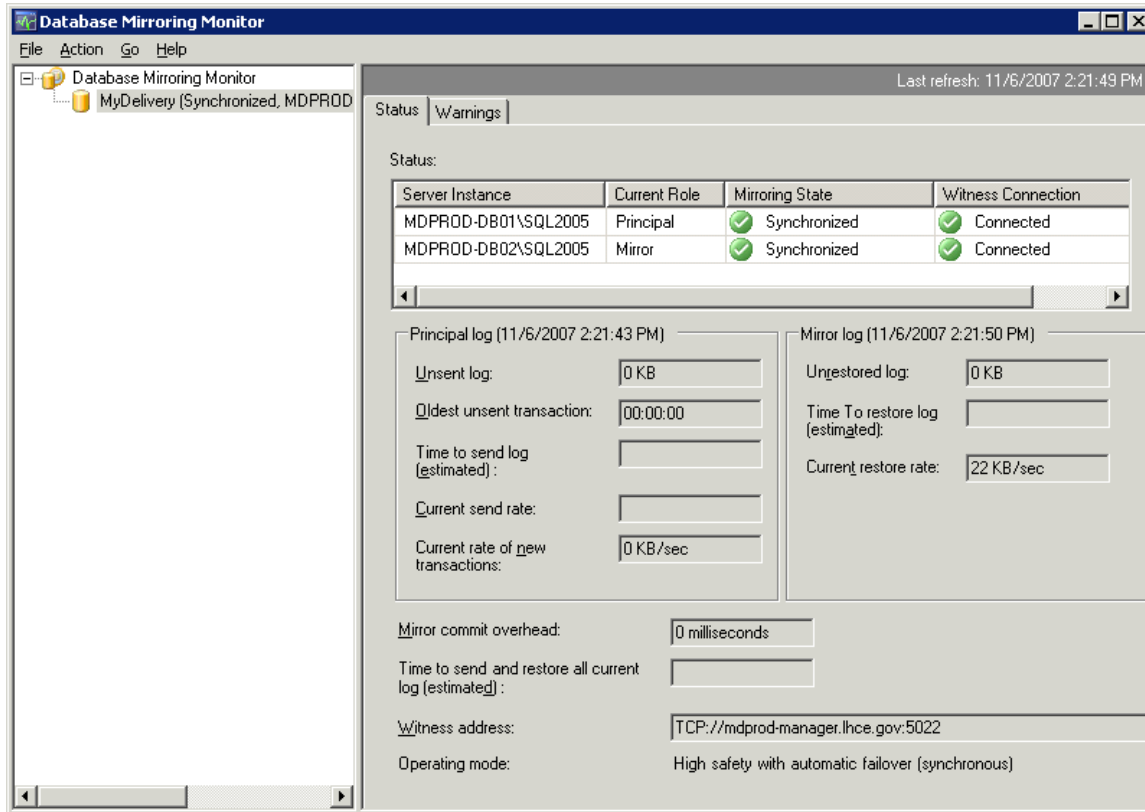 Database Mirroring Monitor
File Action Go Help
Database Mirroring Monitor
MyDelivery (Synchronized, MDPROD
Last refresh: 11/6/2007 2:21:49 PM
Status Warnings
Status:
Server Instance Current Role Mirroring State Witness Connection
MDPROD-DB01\SQL2005 Principal Synchronized Connected
MDPROD-DB02\SQL2005 Mirror Synchronized Connected
Principal log (11/6/2007 2:21:43 PM)
Unsent log: 0 KB
Oldest unsent transaction: 00:00:00
Time to send log
(estimated) :
Current send rate:
Current rate of new
transactions: 0 KB/sec
Mirror log (11/6/2007 2:21:50 PM)
Unrestored log: 0 KB
Time To restore log
(estimated):
Current restore rate: 22 KB/sec
Mirror commit overhead: 0 milliseconds
Time to send and restore all current
log (estimated) :
Witness address: TCP://mdprod-manager.lhce.gov:5022
Operating mode: High safety with automatic failover (synchronous)